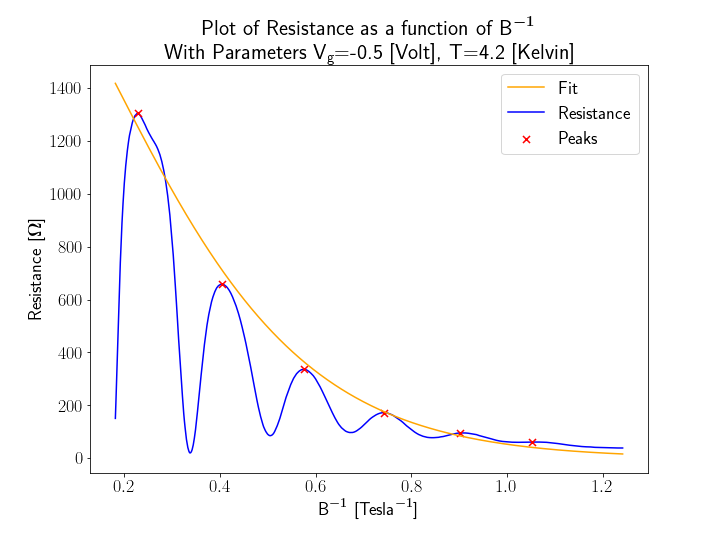 Plot of Resistance as a function of B⁻¹
With Parameters V_g=-0.5 [Volt], T=4.2 [Kelvin]
Fit
Resistance
Peaks
1400
1200
1000
800
600
400
200
0
Resistance [Ω]
0.2 0.4 0.6 0.8 1.0 1.2
B⁻¹ [Tesla⁻¹]